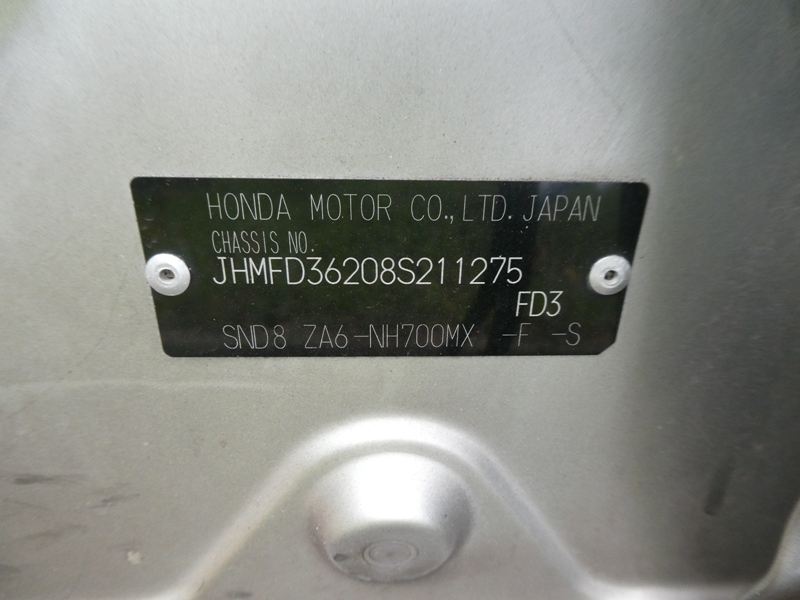 HONDA MOTOR CO., LTD. JAPAN
CHASSIS NO.
JHMFD36208S211275
FD3
SND8 ZA6-NH700MX -F -S